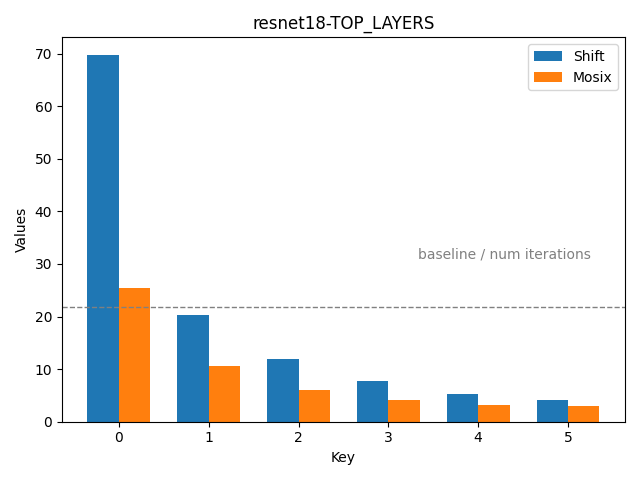 resnet18-TOP_LAYERS
Shift
Mosix
70
60
50
40
30
20
10
0
Values
baseline / num iterations
0 1 2 3 4 5
Key